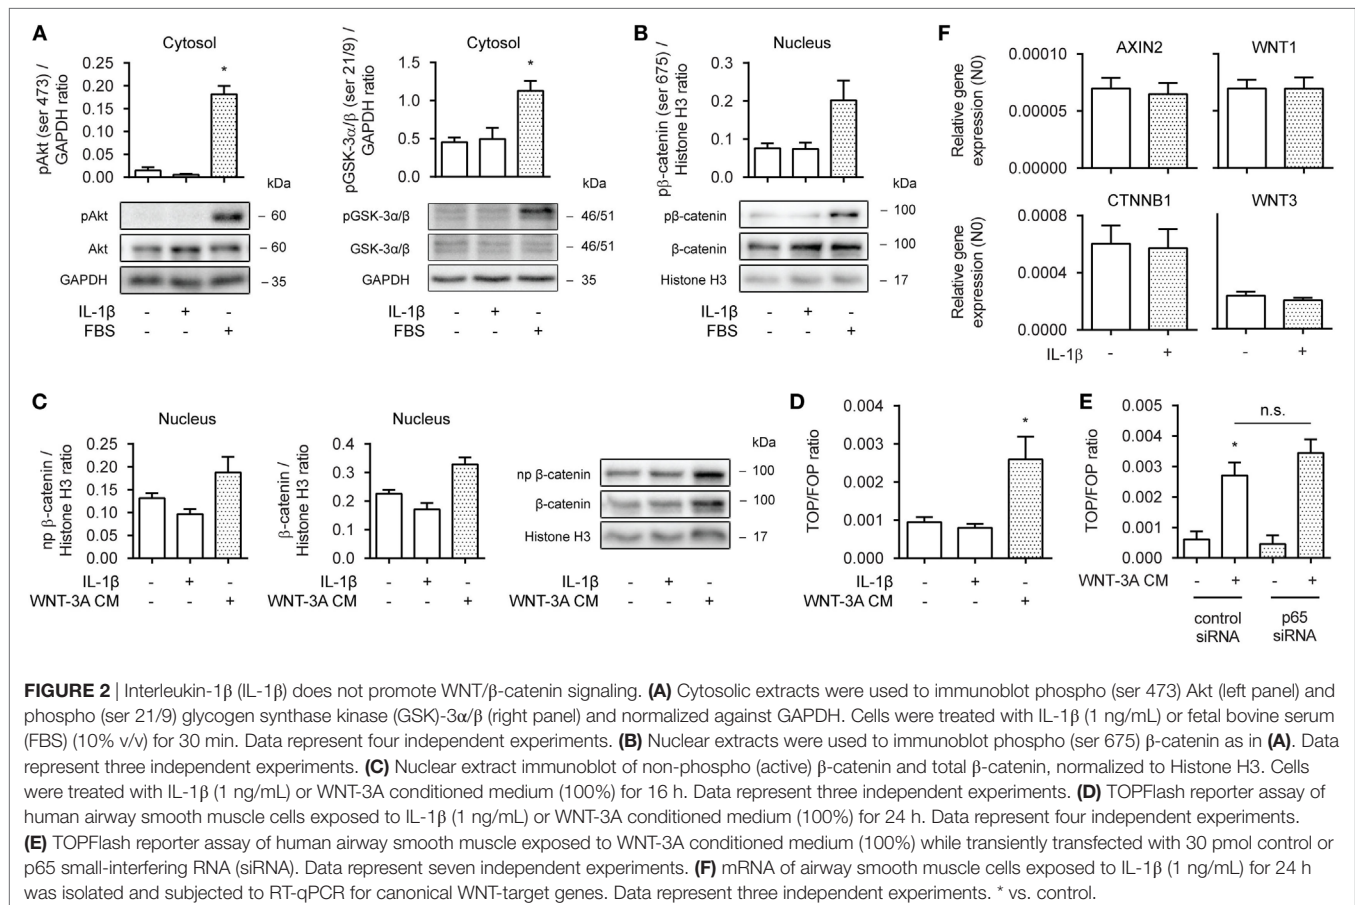 A
Cytosol
pAkt (ser 473) /
GAPDH ratio
0.25
0.20
0.15
0.10
0.05
0.00
*
kDa
pAkt
– 60
Akt
– 60
GAPDH
– 35
IL-1β - + -
FBS - - +
Cytosol
pGSK-3α/β (ser 21/9) /
GAPDH ratio
1.5
1.0
0.5
0.0
*
kDa
pGSK-3α/β
– 46/51
GSK-3α/β
– 46/51
GAPDH
– 35
IL-1β - + -
FBS - - +
B
Nucleus
pβ-catenin (ser 675) /
Histone H3 ratio
0.3
0.2
0.1
0.0
kDa
pβ-catenin
– 100
β-catenin
– 100
Histone H3
– 17
IL-1β - + -
FBS - - +
F
AXIN2
WNT1
Relative gene
expression (N0)
0.00010
0.00005
0.00000
CTNNB1
WNT3
Relative gene
expression (N0)
0.0008
0.0004
0.0000
IL-1β - + - +
C
Nucleus
np β-catenin /
Histone H3 ratio
0.25
0.20
0.15
0.10
0.05
0.00
IL-1β - + -
WNT-3A CM - - +
Nucleus
β-catenin /
Histone H3 ratio
0.4
0.3
0.2
0.1
0.0
IL-1β - + -
WNT-3A CM - - +
kDa
np β-catenin
– 100
β-catenin
– 100
Histone H3
– 17
IL-1β - + -
WNT-3A CM - - +
D
TOP/FOP ratio
0.004
0.003
0.002
0.001
0.000
*
IL-1β - + -
WNT-3A CM - - +
E
TOP/FOP ratio
0.005
0.004
0.003
0.002
0.001
0.000
n.s.
*
WNT-3A CM - + - +
control
siRNA
p65
siRNA
FIGURE 2 | Interleukin-1β (IL-1β) does not promote WNT/β-catenin signaling. (A) Cytosolic extracts were used to immunoblot phospho (ser 473) Akt (left panel) and
phospho (ser 21/9) glycogen synthase kinase (GSK)-3α/β (right panel) and normalized against GAPDH. Cells were treated with IL-1β (1 ng/mL) or fetal bovine serum
(FBS) (10% v/v) for 30 min. Data represent four independent experiments. (B) Nuclear extracts were used to immunoblot phospho (ser 675) β-catenin as in (A). Data
represent three independent experiments. (C) Nuclear extract immunoblot of non-phospho (active) β-catenin and total β-catenin, normalized to Histone H3. Cells
were treated with IL-1β (1 ng/mL) or WNT-3A conditioned medium (100%) for 16 h. Data represent three independent experiments. (D) TOPFlash reporter assay of
human airway smooth muscle cells exposed to IL-1β (1 ng/mL) or WNT-3A conditioned medium (100%) for 24 h. Data represent four independent experiments.
(E) TOPFlash reporter assay of human airway smooth muscle exposed to WNT-3A conditioned medium (100%) while transiently transfected with 30 pmol control or
p65 small-interfering RNA (siRNA). Data represent seven independent experiments. (F) mRNA of airway smooth muscle cells exposed to IL-1β (1 ng/mL) for 24 h
was isolated and subjected to RT-qPCR for canonical WNT-target genes. Data represent three independent experiments. * vs. control.